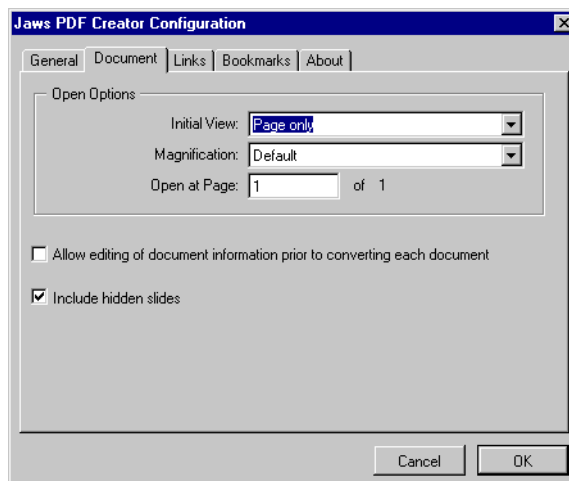 Jaws PDF Creator Configuration
General Document Links Bookmarks About
Open Options
Initial View: Page only
Magnification: Default
Open at Page: 1 of 1
Allow editing of document information prior to converting each document
Include hidden slides
Cancel OK